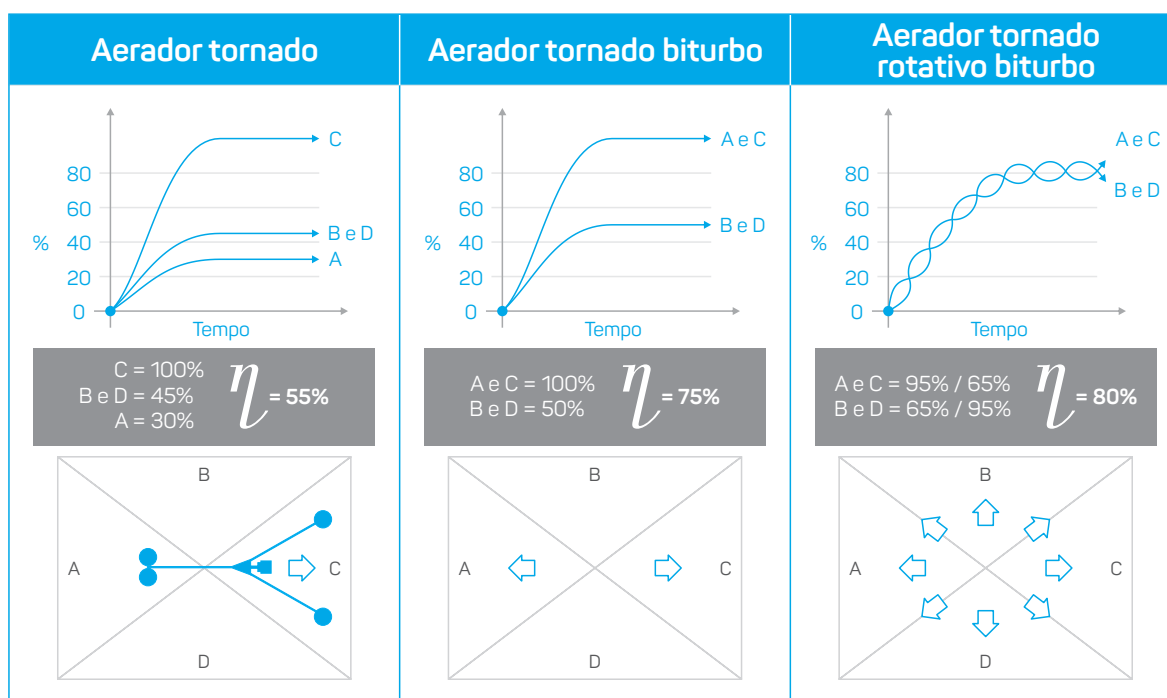 Aerador tornado
C
80
60
% 40
B e D
A
20
0
Tempo
C = 100%
B e D = 45%
A = 30%
η = 55%
B
A
C
D
Aerador tornado biturbo
A e C
80
60
% 40
B e D
20
0
Tempo
A e C = 100%
B e D = 50%
η = 75%
B
A
C
D
Aerador tornado
rotativo biturbo
A e C
80
B e D
60
% 40
20
0
Tempo
A e C = 95% / 65%
B e D = 65% / 95%
η = 80%
B
A
C
D